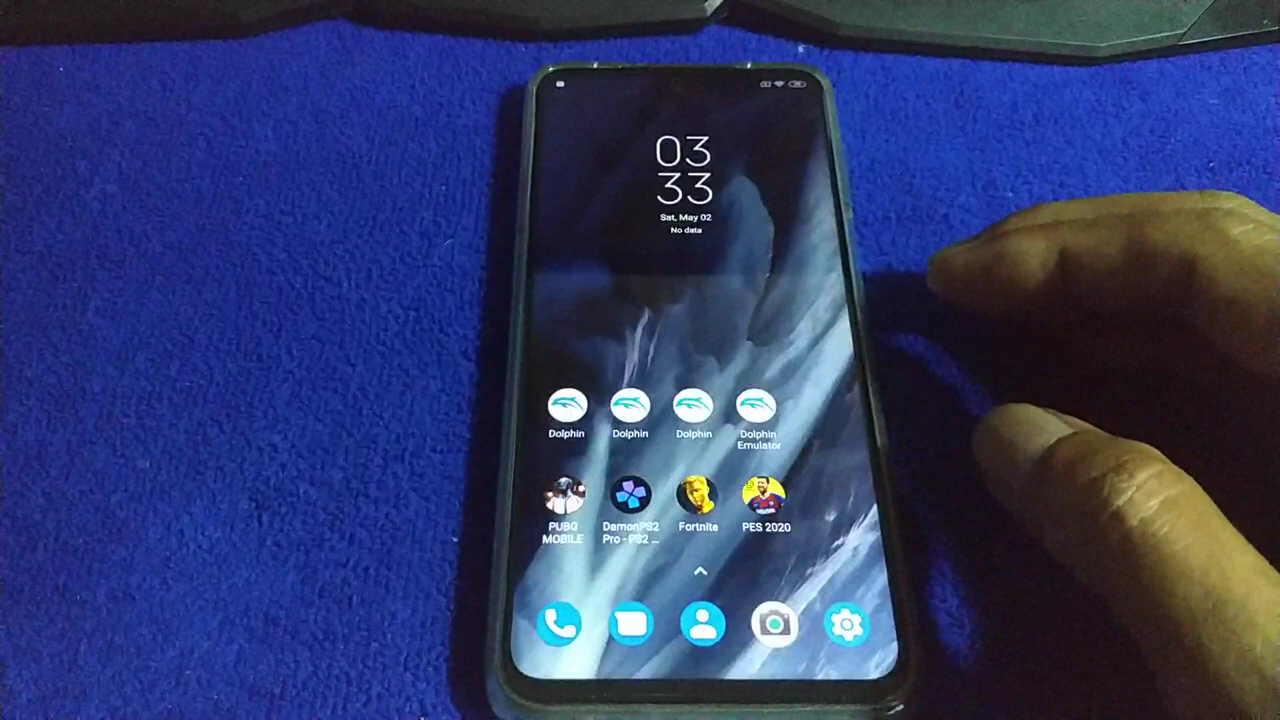 03
33
Sat, May 02
No data
Dolphin
Dolphin
Dolphin
Dolphin
Emulator
PUBG
MOBILE
DamonPS2
Pro - PS2 ...
Fortnite
PES 2020